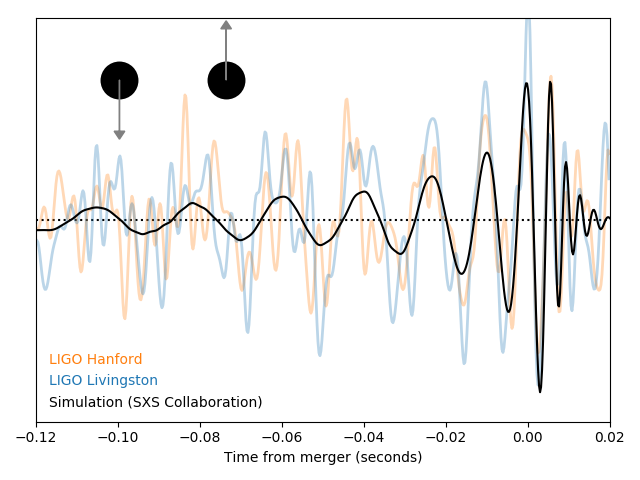 LIGO Hanford
LIGO Livingston
Simulation (SXS Collaboration)
−0.12 −0.10 −0.08 −0.06 −0.04 −0.02 0.00 0.02
Time from merger (seconds)